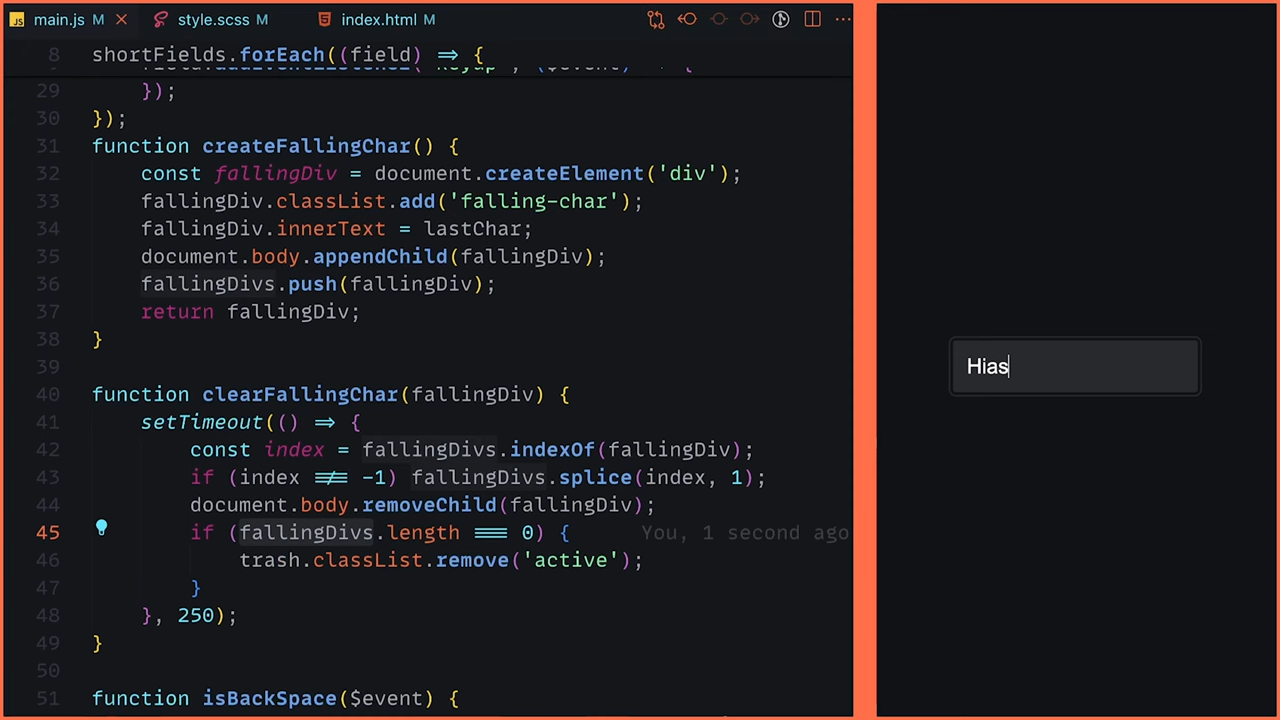 JS main.js M
style.scss M
index.html M
8 shortFields.forEach((field) => {
29 });
30 });
31 function createFallingChar() {
32 const fallingDiv = document.createElement('div');
33 fallingDiv.classList.add('falling-char');
34 fallingDiv.innerText = lastChar;
35 document.body.appendChild(fallingDiv);
36 fallingDivs.push(fallingDiv);
37 return fallingDiv;
38 }
39
40 function clearFallingChar(fallingDiv) {
41 setTimeout(() => {
42 const index = fallingDivs.indexOf(fallingDiv);
43 if (index !== -1) fallingDivs.splice(index, 1);
44 document.body.removeChild(fallingDiv);
45 if (fallingDivs.length === 0) { You, 1 second ago
46 trash.classList.remove('active');
47 }
48 }, 250);
49 }
50
51 function isBackSpace($event) {
Hias